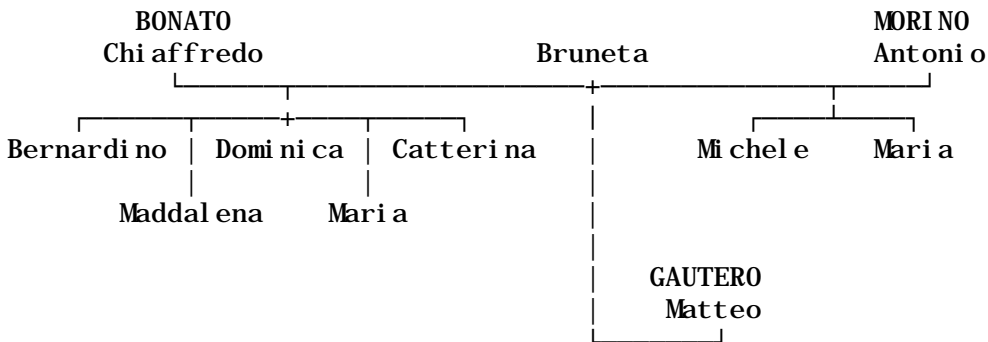 BONATO MORINO
Chiaffredo Bruneta Antonio
Bernardino Dominica Catterina Michele Maria
Maddalena Maria
GAUTERO
Matteo